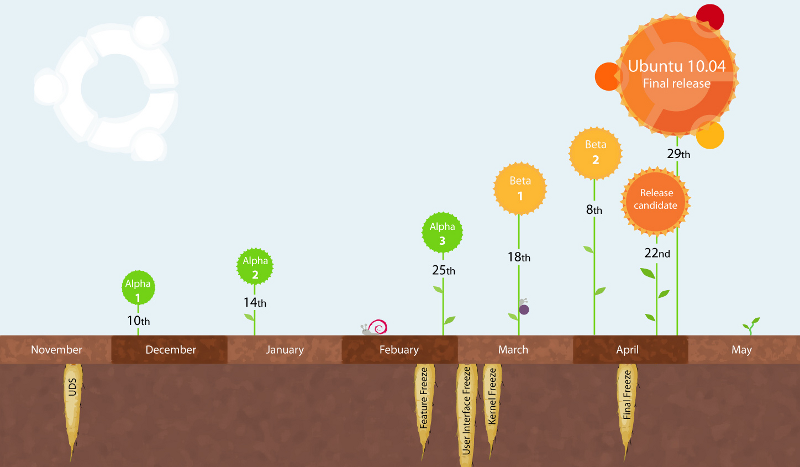 Ubuntu 10.04
Final release
Beta
2
29th
Beta
1
Release
candidate
8th
Alpha
3
22nd
18th
Alpha
2
25th
Alpha
1
14th
10th
November
December
January
Febuary
March
April
May
UDS
Feature Freeze
User Interface Freeze
Kernel Freeze
Final Freeze